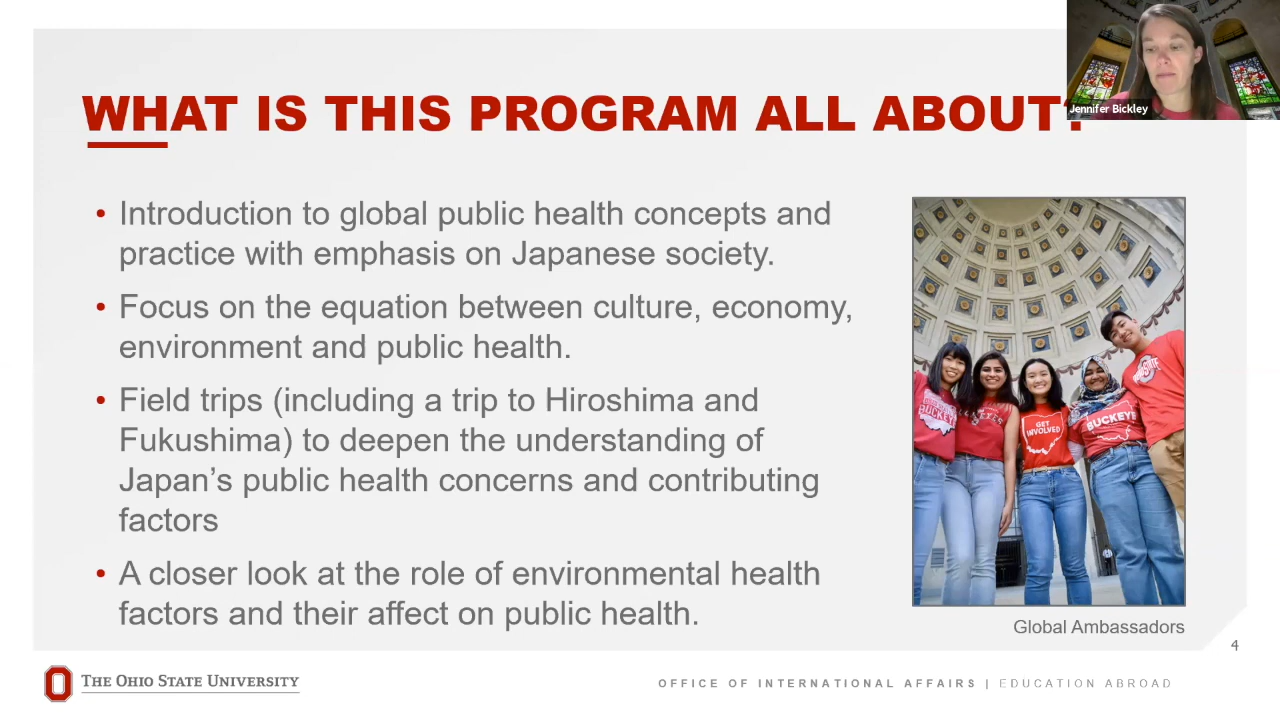 WHAT IS THIS PROGRAM ALL ABOUT?
Jennifer Bickley
• Introduction to global public health concepts and
practice with emphasis on Japanese society.
• Focus on the equation between culture, economy,
environment and public health.
• Field trips (including a trip to Hiroshima and
Fukushima) to deepen the understanding of
Japan’s public health concerns and contributing
factors
• A closer look at the role of environmental health
factors and their affect on public health.
GET
INVOLVED
BUCKEYE
Global Ambassadors
4
THE OHIO STATE UNIVERSITY
OFFICE OF INTERNATIONAL AFFAIRS | EDUCATION ABROAD